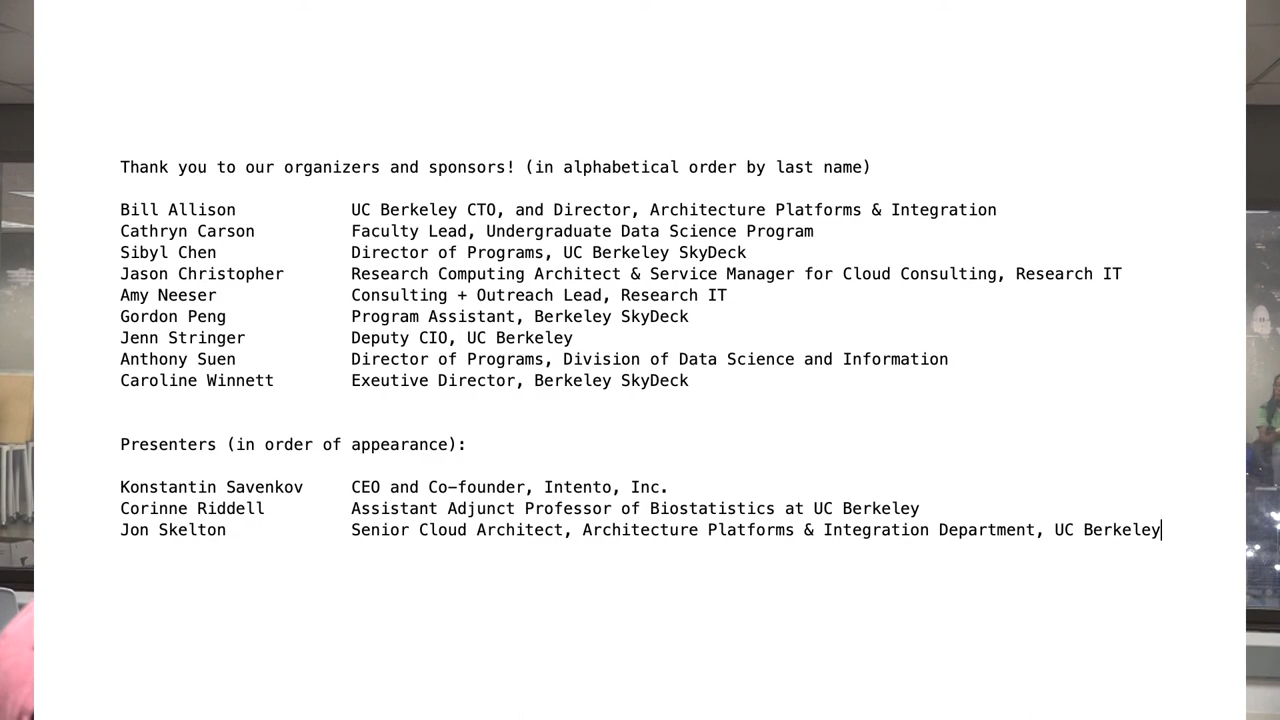 Thank you to our organizers and sponsors! (in alphabetical order by last name)
Bill Allison UC Berkeley CTO, and Director, Architecture Platforms & Integration
Cathryn Carson Faculty Lead, Undergraduate Data Science Program
Sibyl Chen Director of Programs, UC Berkeley SkyDeck
Jason Christopher Research Computing Architect & Service Manager for Cloud Consulting, Research IT
Amy Neeser Consulting + Outreach Lead, Research IT
Gordon Peng Program Assistant, Berkeley SkyDeck
Jenn Stringer Deputy CIO, UC Berkeley
Anthony Suen Director of Programs, Division of Data Science and Information
Caroline Winnett Exeutive Director, Berkeley SkyDeck
Presenters (in order of appearance):
Konstantin Savenkov CEO and Co-founder, Intento, Inc.
Corinne Riddell Assistant Adjunct Professor of Biostatistics at UC Berkeley
Jon Skelton Senior Cloud Architect, Architecture Platforms & Integration Department, UC Berkeley